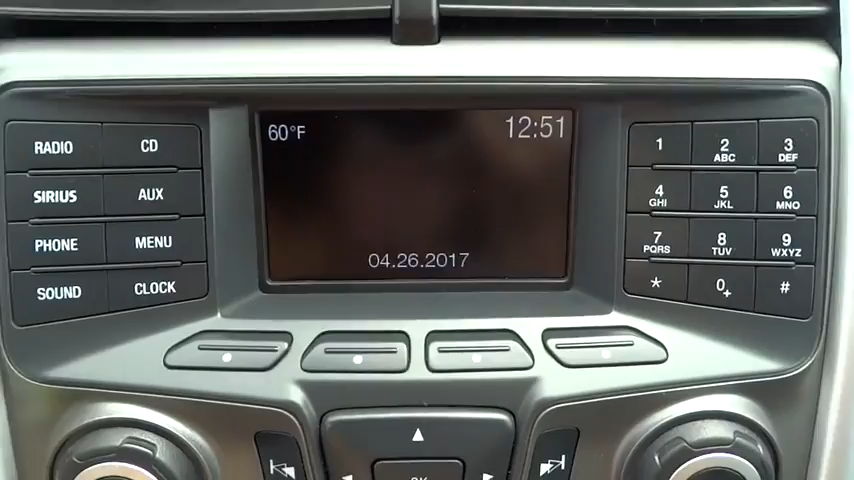 60°F 12:51
04.26.2017
RADIO CD
SIRIUS AUX
PHONE MENU
SOUND CLOCK
1 2 ABC 3 DEF
4 GHI 5 JKL 6 MNO
7 PQRS 8 TUV 9 WXYZ
* 0+ #
OK